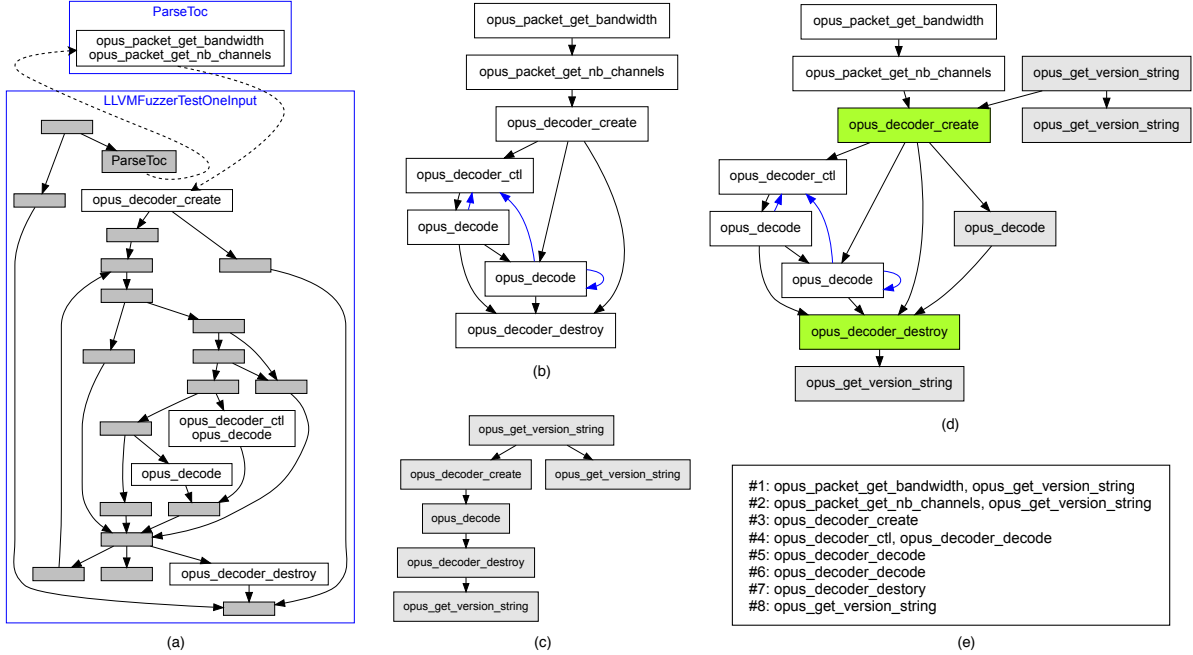 ParseToc
opus_packet_get_bandwidth
opus_packet_get_nb_channels
LLVMFuzzerTestOneInput
ParseToc
opus_decoder_create
opus_decoder_ctl
opus_decode
opus_decode
opus_decoder_destroy
(a)
opus_packet_get_bandwidth
opus_packet_get_nb_channels
opus_decoder_create
opus_decoder_ctl
opus_decode
opus_decode
opus_decoder_destroy
(b)
opus_get_version_string
opus_decoder_create
opus_get_version_string
opus_decode
opus_decoder_destroy
opus_get_version_string
(c)
opus_packet_get_bandwidth
opus_packet_get_nb_channels
opus_get_version_string
opus_decoder_create
opus_get_version_string
opus_decoder_ctl
opus_decode
opus_decode
opus_decode
opus_decoder_destroy
opus_get_version_string
(d)
#1: opus_packet_get_bandwidth, opus_get_version_string
#2: opus_packet_get_nb_channels, opus_get_version_string
#3: opus_decoder_create
#4: opus_decoder_ctl, opus_decoder_decode
#5: opus_decoder_decode
#6: opus_decoder_decode
#7: opus_decoder_destory
#8: opus_get_version_string
(e)